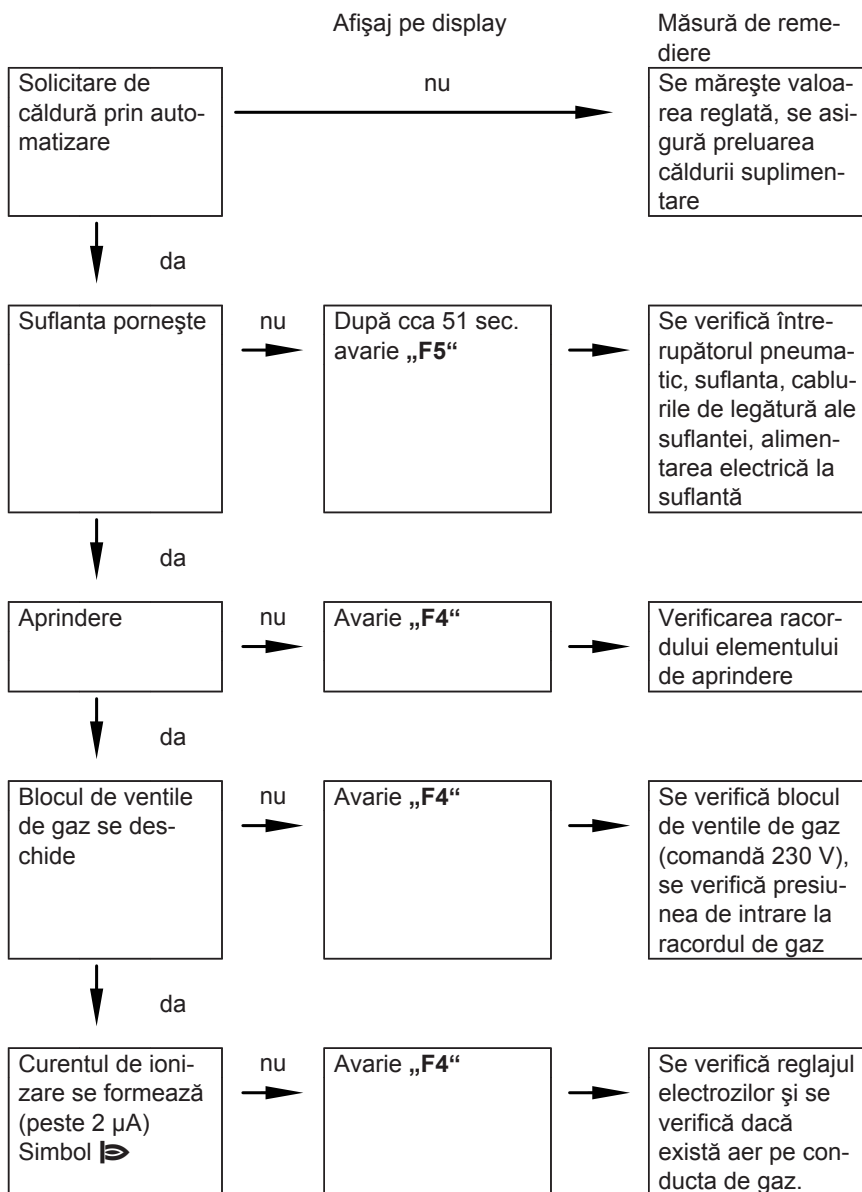 Afişaj pe display
Măsură de reme-
diere
Solicitare de
căldură prin auto-
matizare
nu
Se măreşte valoa-
rea reglată, se asi-
gură preluarea
căldurii suplimen-
tare
da
Suflanta porneşte
nu
După cca 51 sec.
avarie „F5“
Se verifică între-
rupătorul pneuma-
tic, suflanta, cablu-
rile de legătură ale
suflantei, alimen-
tarea electrică la
suflantă
da
Aprindere
nu
Avarie „F4“
Verificarea racor-
dului elementului
de aprindere
da
Blocul de ventile
de gaz se des-
chide
nu
Avarie „F4“
Se verifică blocul
de ventile de gaz
(comandă 230 V),
se verifică presiu-
nea de intrare la
racordul de gaz
da
Curentul de ioni-
zare se formează
(peste 2 µA)
Simbol
nu
Avarie „F4“
Se verifică reglajul
electrozilor şi se
verifică dacă
există aer pe con-
ducta de gaz.